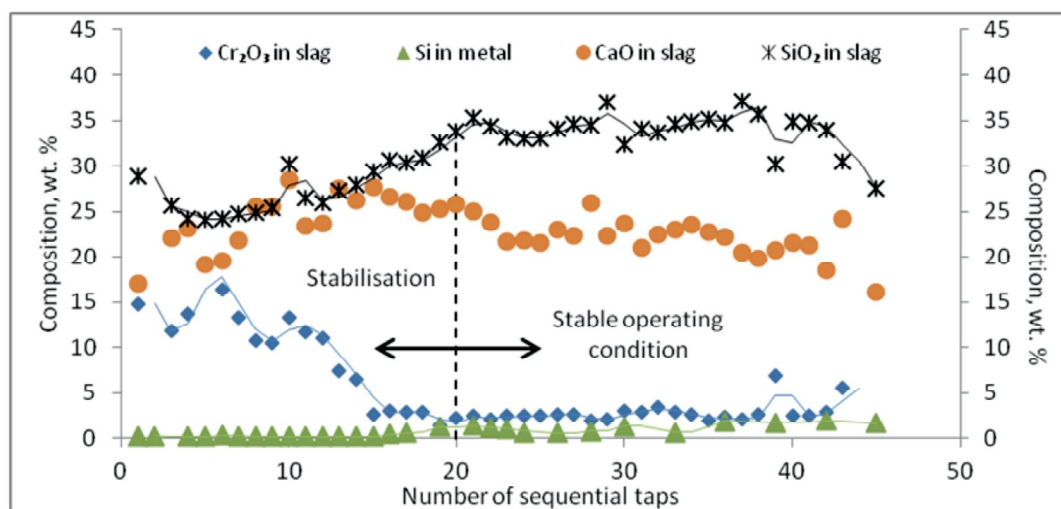 45 45
Cr₂O₃ in slag Si in metal CaO in slag SiO₂ in slag
40 40
35 35
30 30
25 25
20 20
Stabilisation
15 15
Stable operating
condition
10 10
5 5
0 0
0 10 20 30 40 50
Number of sequential taps
Composition, wt. %
Composition, wt. %